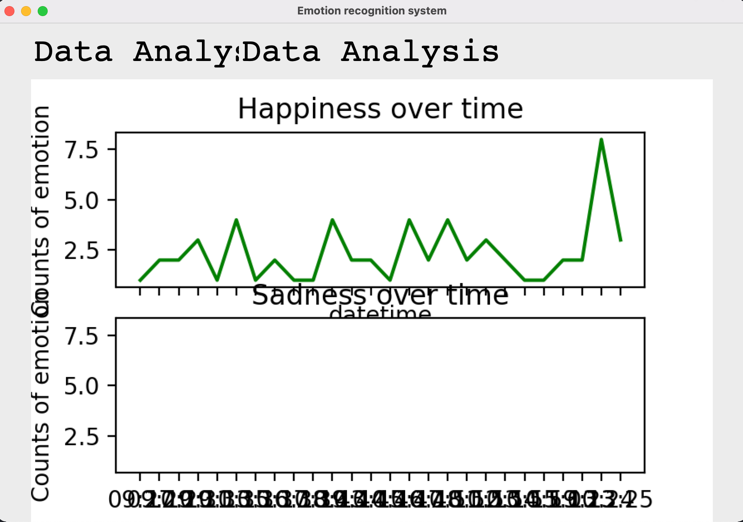 Emotion recognition system
Data Analys
Data Analysis
Happiness over time
Counts of emotion
7.5
5.0
2.5
datetime
Sadness over time
Counts of emotion
7.5
5.0
2.5